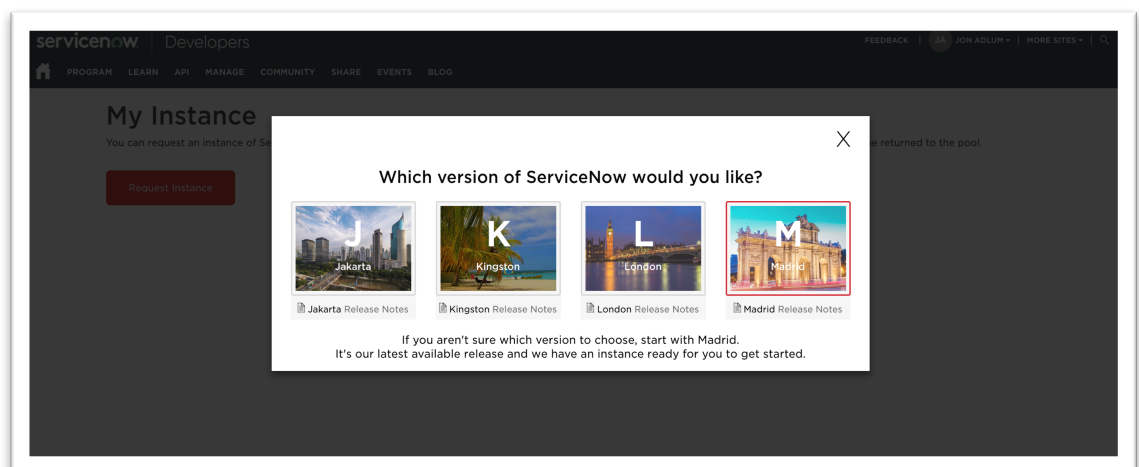 servicenow Developers
FEEDBACK JA JON ADLUM MORE SITES
PROGRAM LEARN API MANAGE COMMUNITY SHARE EVENTS BLOG
My Instance
You can request an instance of Se
e returned to the pool.
Request Instance
X
Which version of ServiceNow would you like?
J K L M
Jakarta Kingston London Madrid
Jakarta Release Notes Kingston Release Notes London Release Notes Madrid Release Notes
If you aren't sure which version to choose, start with Madrid.
It's our latest available release and we have an instance ready for you to get started.